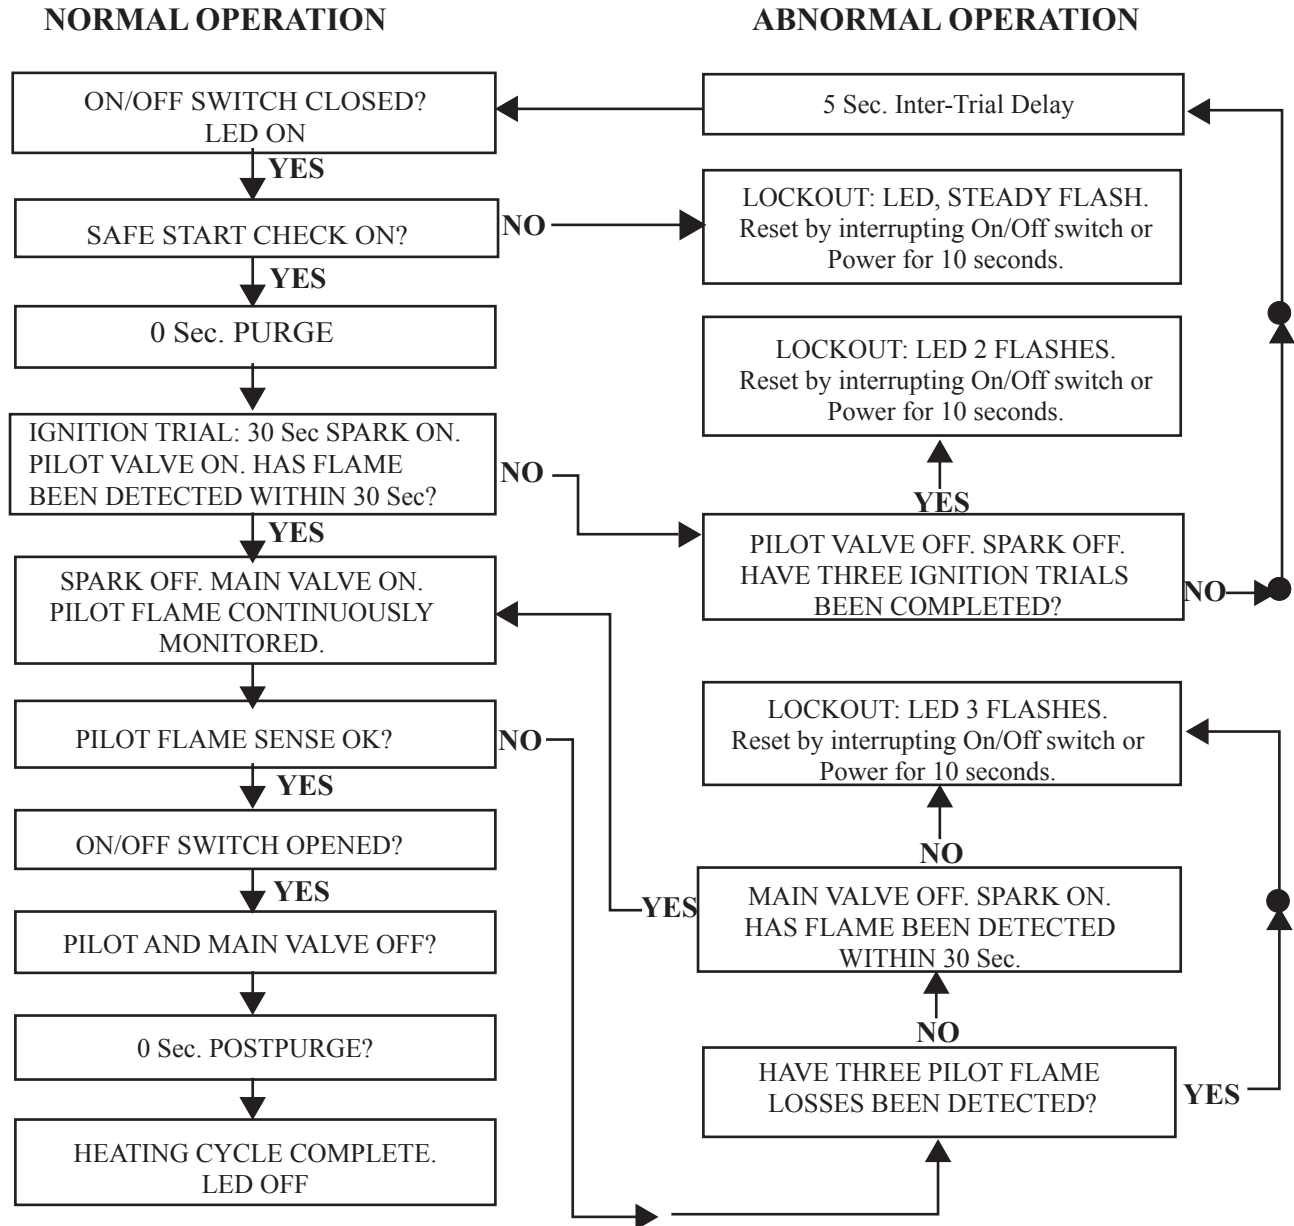 NORMAL OPERATION
ON/OFF SWITCH CLOSED?
LED ON
YES
SAFE START CHECK ON?
NO
YES
0 Sec. PURGE
IGNITION TRIAL: 30 Sec SPARK ON.
PILOT VALVE ON. HAS FLAME
BEEN DETECTED WITHIN 30 Sec?
NO
YES
SPARK OFF. MAIN VALVE ON.
PILOT FLAME CONTINUOUSLY
MONITORED.
PILOT FLAME SENSE OK?
NO
YES
ON/OFF SWITCH OPENED?
YES
PILOT AND MAIN VALVE OFF?
0 Sec. POSTPURGE?
HEATING CYCLE COMPLETE.
LED OFF
ABNORMAL OPERATION
5 Sec. Inter-Trial Delay
LOCKOUT: LED, STEADY FLASH.
Reset by interrupting On/Off switch or
Power for 10 seconds.
LOCKOUT: LED 2 FLASHES.
Reset by interrupting On/Off switch or
Power for 10 seconds.
YES
PILOT VALVE OFF. SPARK OFF.
HAVE THREE IGNITION TRIALS
BEEN COMPLETED?
NO
LOCKOUT: LED 3 FLASHES.
Reset by interrupting On/Off switch or
Power for 10 seconds.
NO
YES
MAIN VALVE OFF. SPARK ON.
HAS FLAME BEEN DETECTED
WITHIN 30 Sec.
NO
HAVE THREE PILOT FLAME
LOSSES BEEN DETECTED?
YES